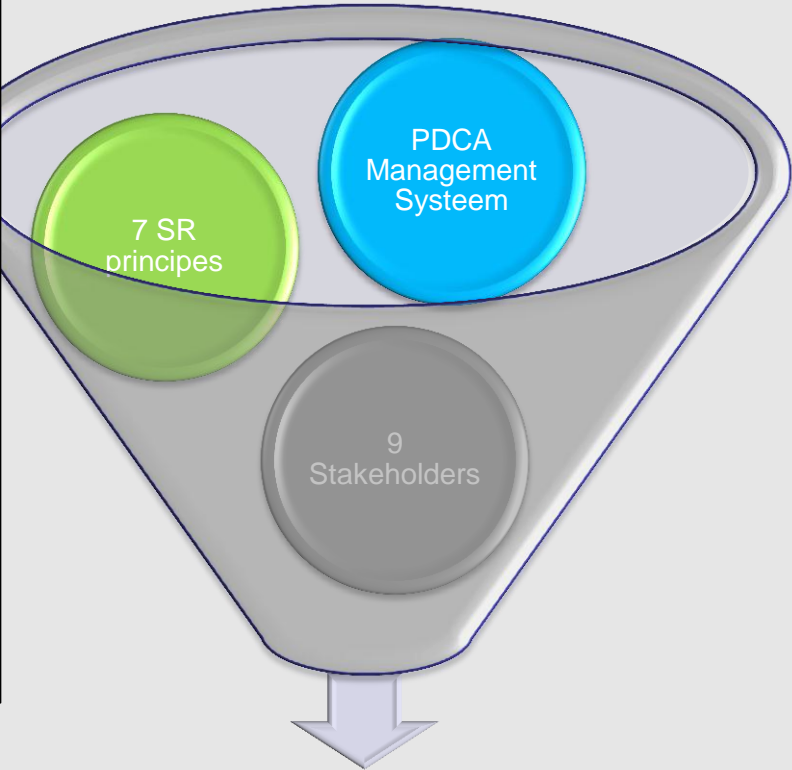 PDCA
Management
Systeem
7 SR
principes
9
Stakeholders